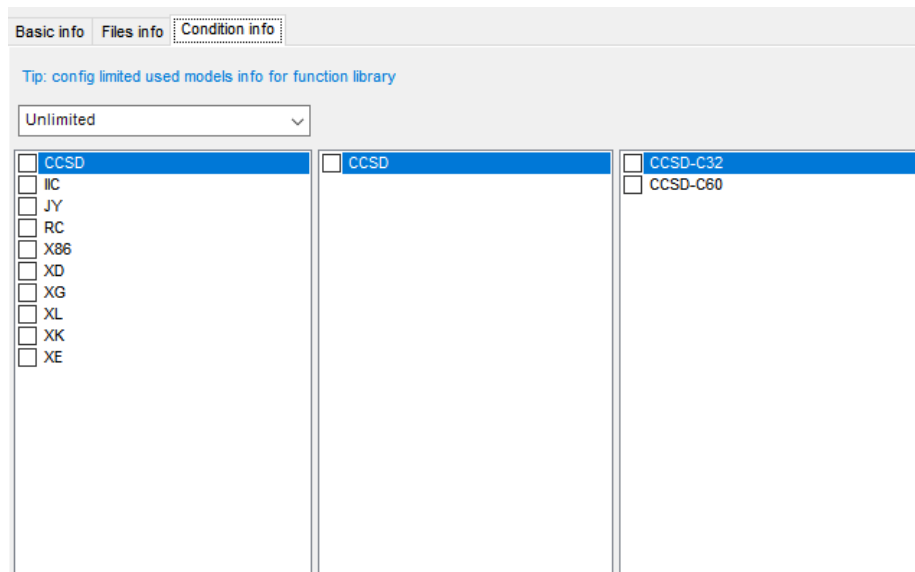 Basic info Files info Condition info
Tip: config limited used models info for function library
Unlimited
CCSD
IIC
JY
RC
X86
XD
XG
XL
XK
XE
CCSD
CCSD-C32
CCSD-C60